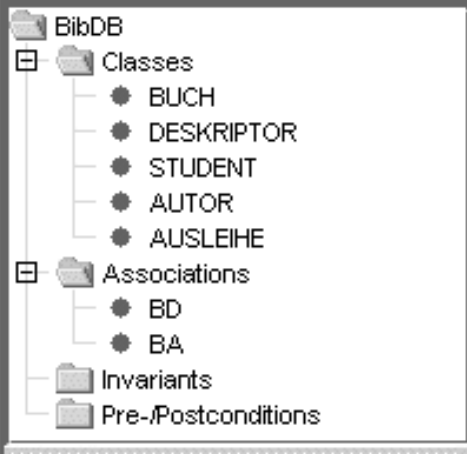 BibDB
Classes
BUCH
DESKRIPTOR
STUDENT
AUTOR
AUSLEIHE
Associations
BD
BA
Invariants
Pre-/Postconditions